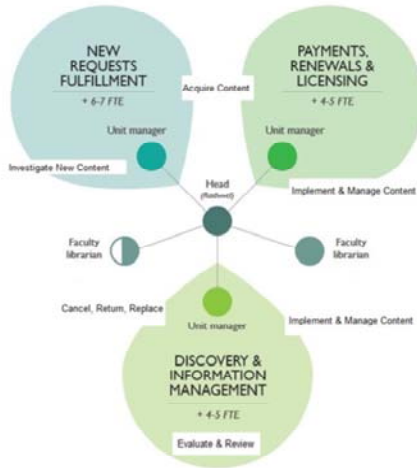 NEW
REQUESTS
FULFILLMENT
+ 6-7 FTE
Unit manager
Acquire Content
PAYMENTS,
RENEWALS &
LICENSING
+ 4-5 FTE
Unit manager
Investigate New Content
Implement & Manage Content
Head
Faculty
librarian
Faculty
librarian
Cancel, Return, Replace
Unit manager
Implement & Manage Content
DISCOVERY &
INFORMATION
MANAGEMENT
+ 4-5 FTE
Evaluate & Review